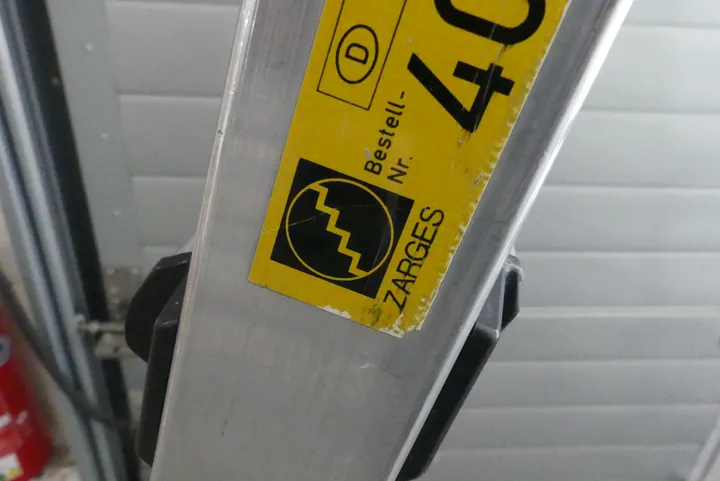 D
Bestell-
Nr.
40
ZARGES